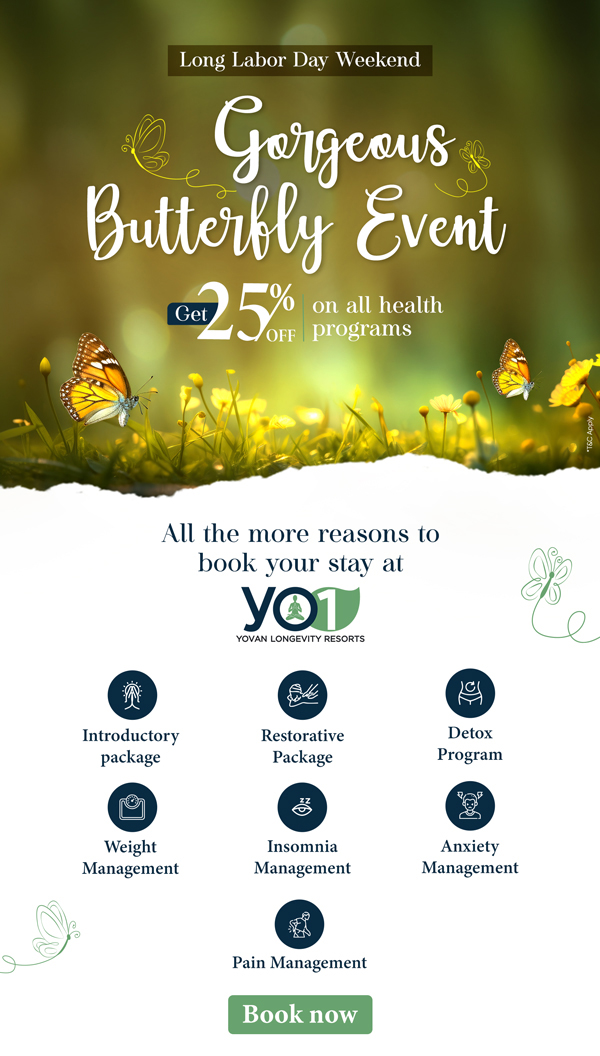 Long Labor Day Weekend
Gorgeous
Butterfly Event
Get 25% OFF
on all health
programs
*T&C Apply
All the more reasons to
book your stay at
yO1
YOVAN LONGEVITY RESORTS
Introductory
package
Restorative
Package
Detox
Program
Weight
Management
Insomnia
Management
Anxiety
Management
Pain Management
Book now